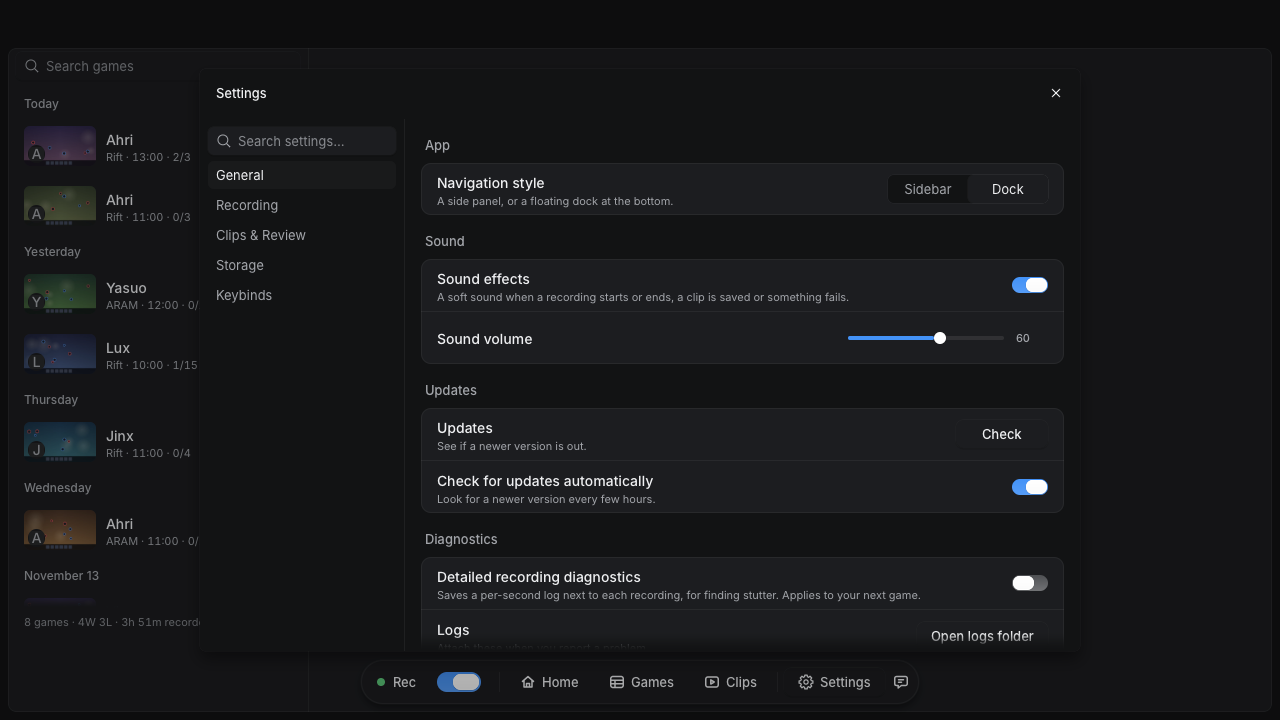 Search games
Today
A
Ahri
Rift · 13:00 · 2/3
A
Ahri
Rift · 11:00 · 0/3
Yesterday
Y
Yasuo
ARAM · 12:00 · 0/
L
Lux
Rift · 10:00 · 1/15
Thursday
J
Jinx
Rift · 11:00 · 0/4
Wednesday
A
Ahri
ARAM · 11:00 · 0/
November 13
8 games · 4W 3L · 3h 51m record
Settings
Search settings...
General
Recording
Clips & Review
Storage
Keybinds
App
Navigation style
A side panel, or a floating dock at the bottom.
Sidebar
Dock
Sound
Sound effects
A soft sound when a recording starts or ends, a clip is saved or something fails.
Sound volume
60
Updates
Updates
See if a newer version is out.
Check
Check for updates automatically
Look for a newer version every few hours.
Diagnostics
Detailed recording diagnostics
Saves a per-second log next to each recording, for finding stutter. Applies to your next game.
Logs
Open logs folder
Rec
Home
Games
Clips
Settings